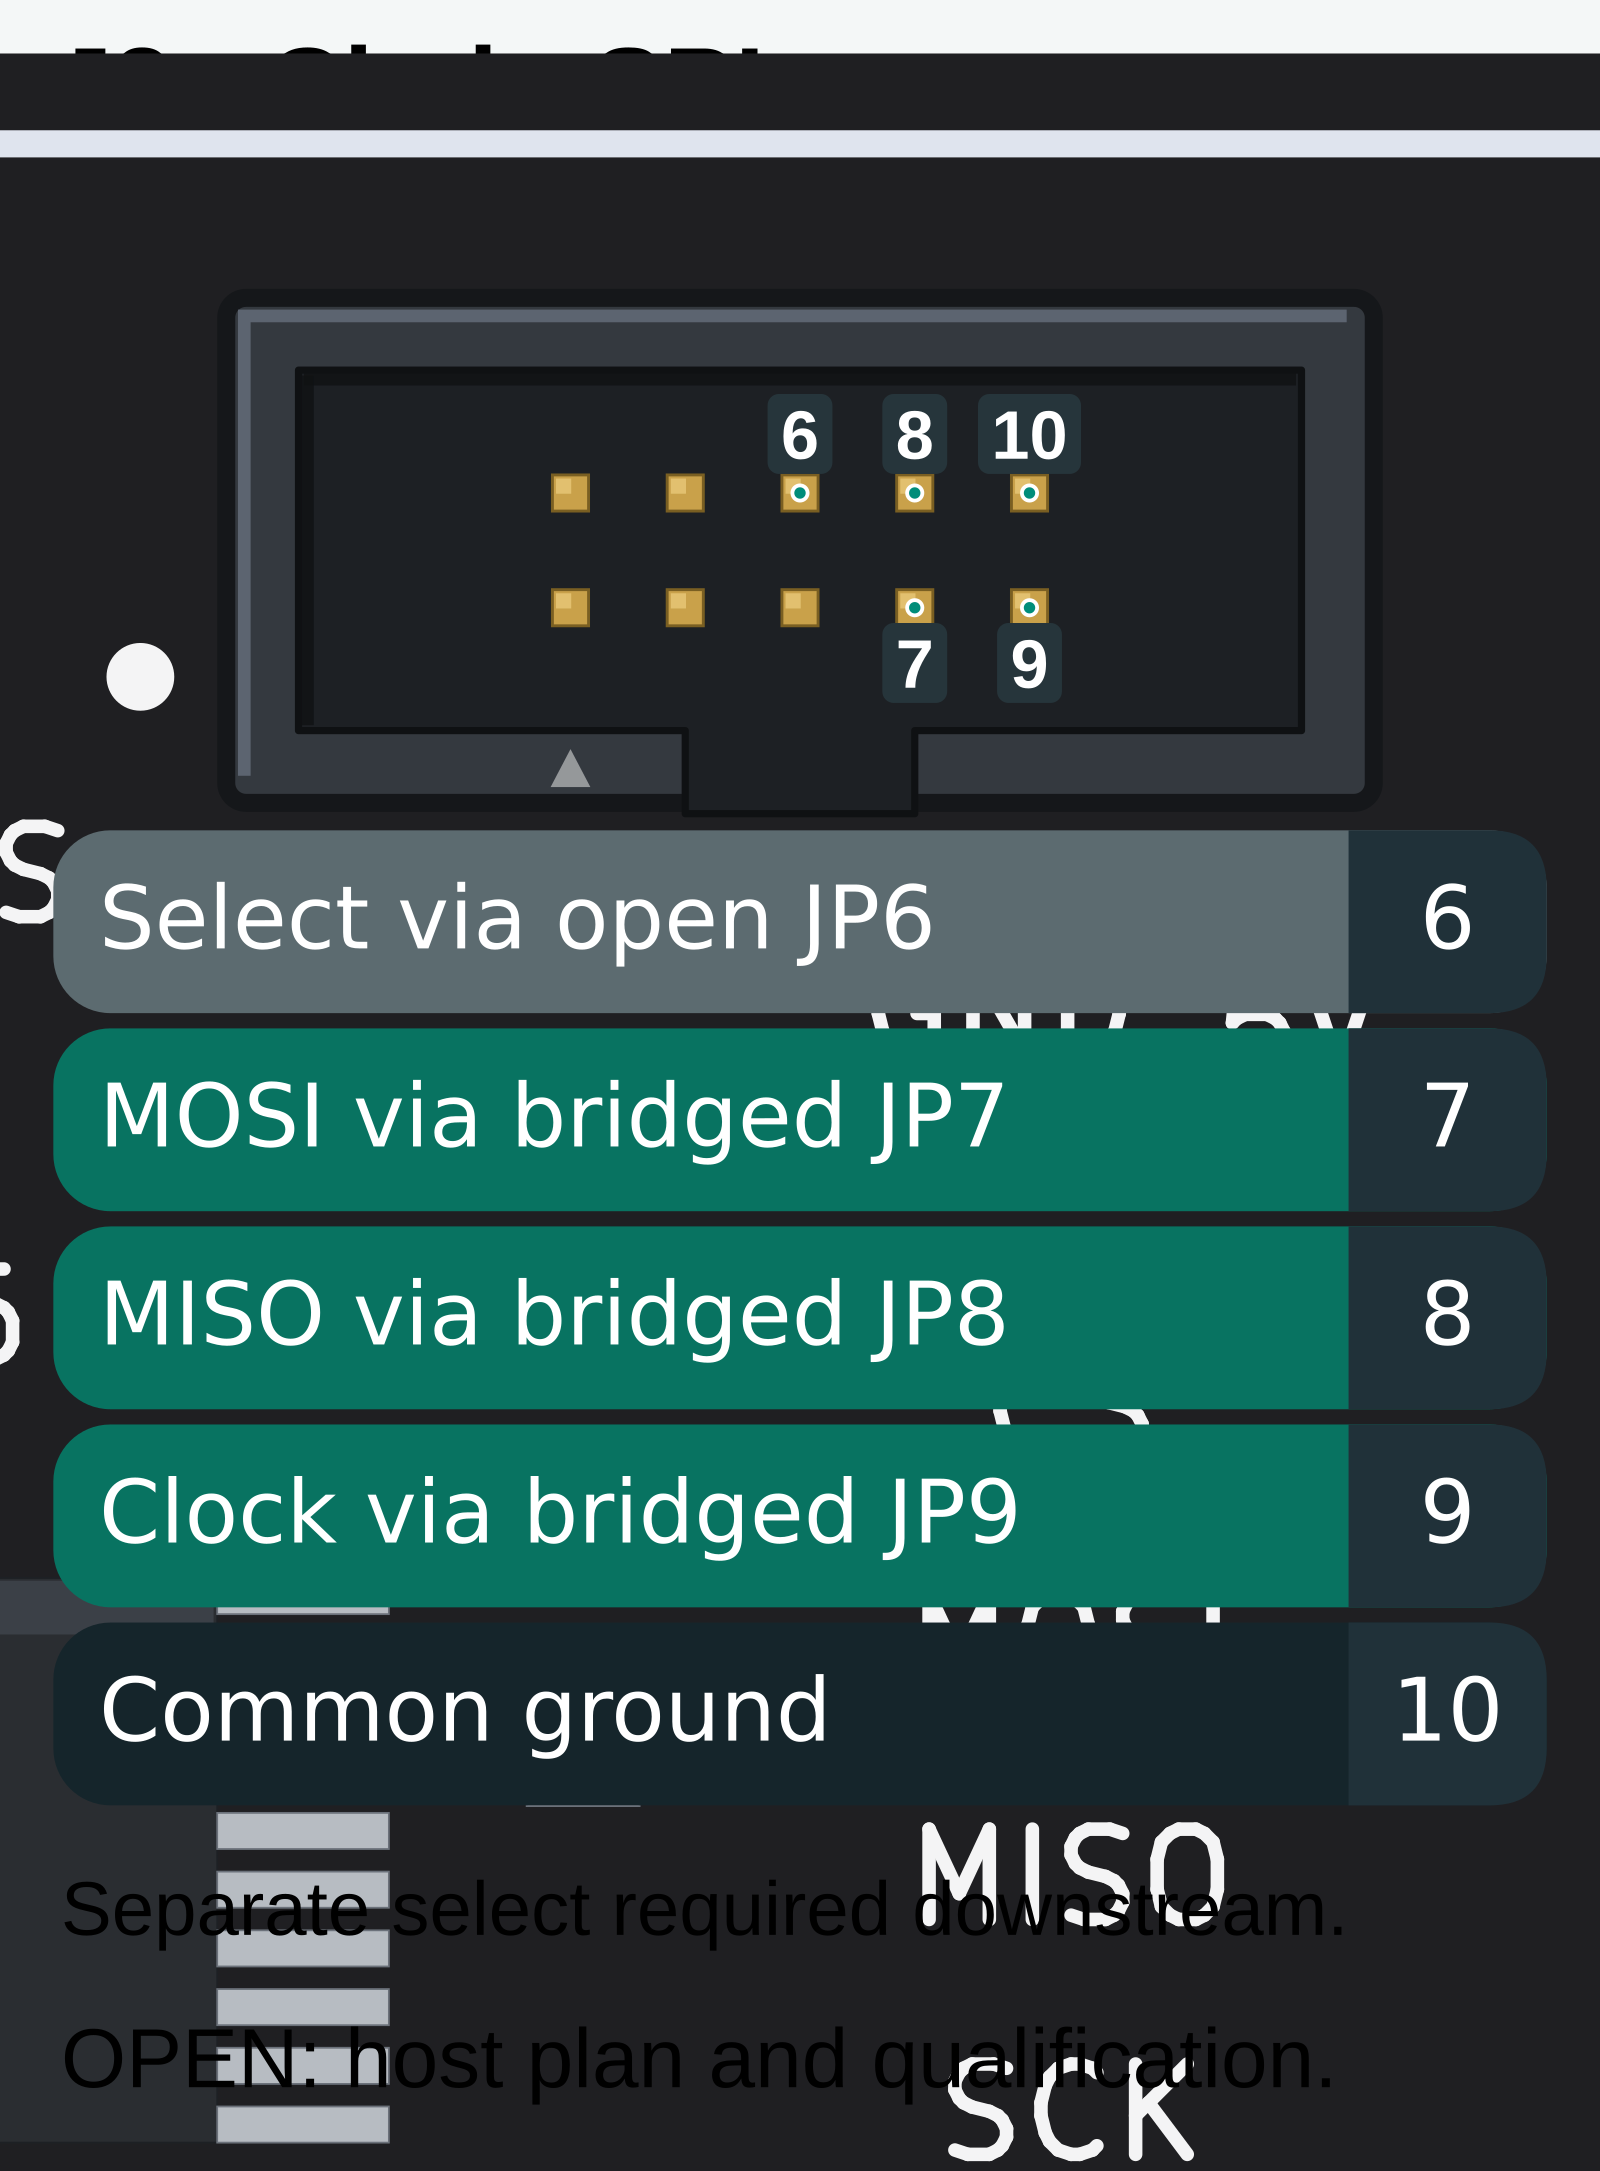 6 8 10
7 9
Select via open JP6 6
MOSI via bridged JP7 7
MISO via bridged JP8 8
Clock via bridged JP9 9
Common ground 10
MISO
Separate select required downstream.
OPEN: host plan and qualification.
SCK